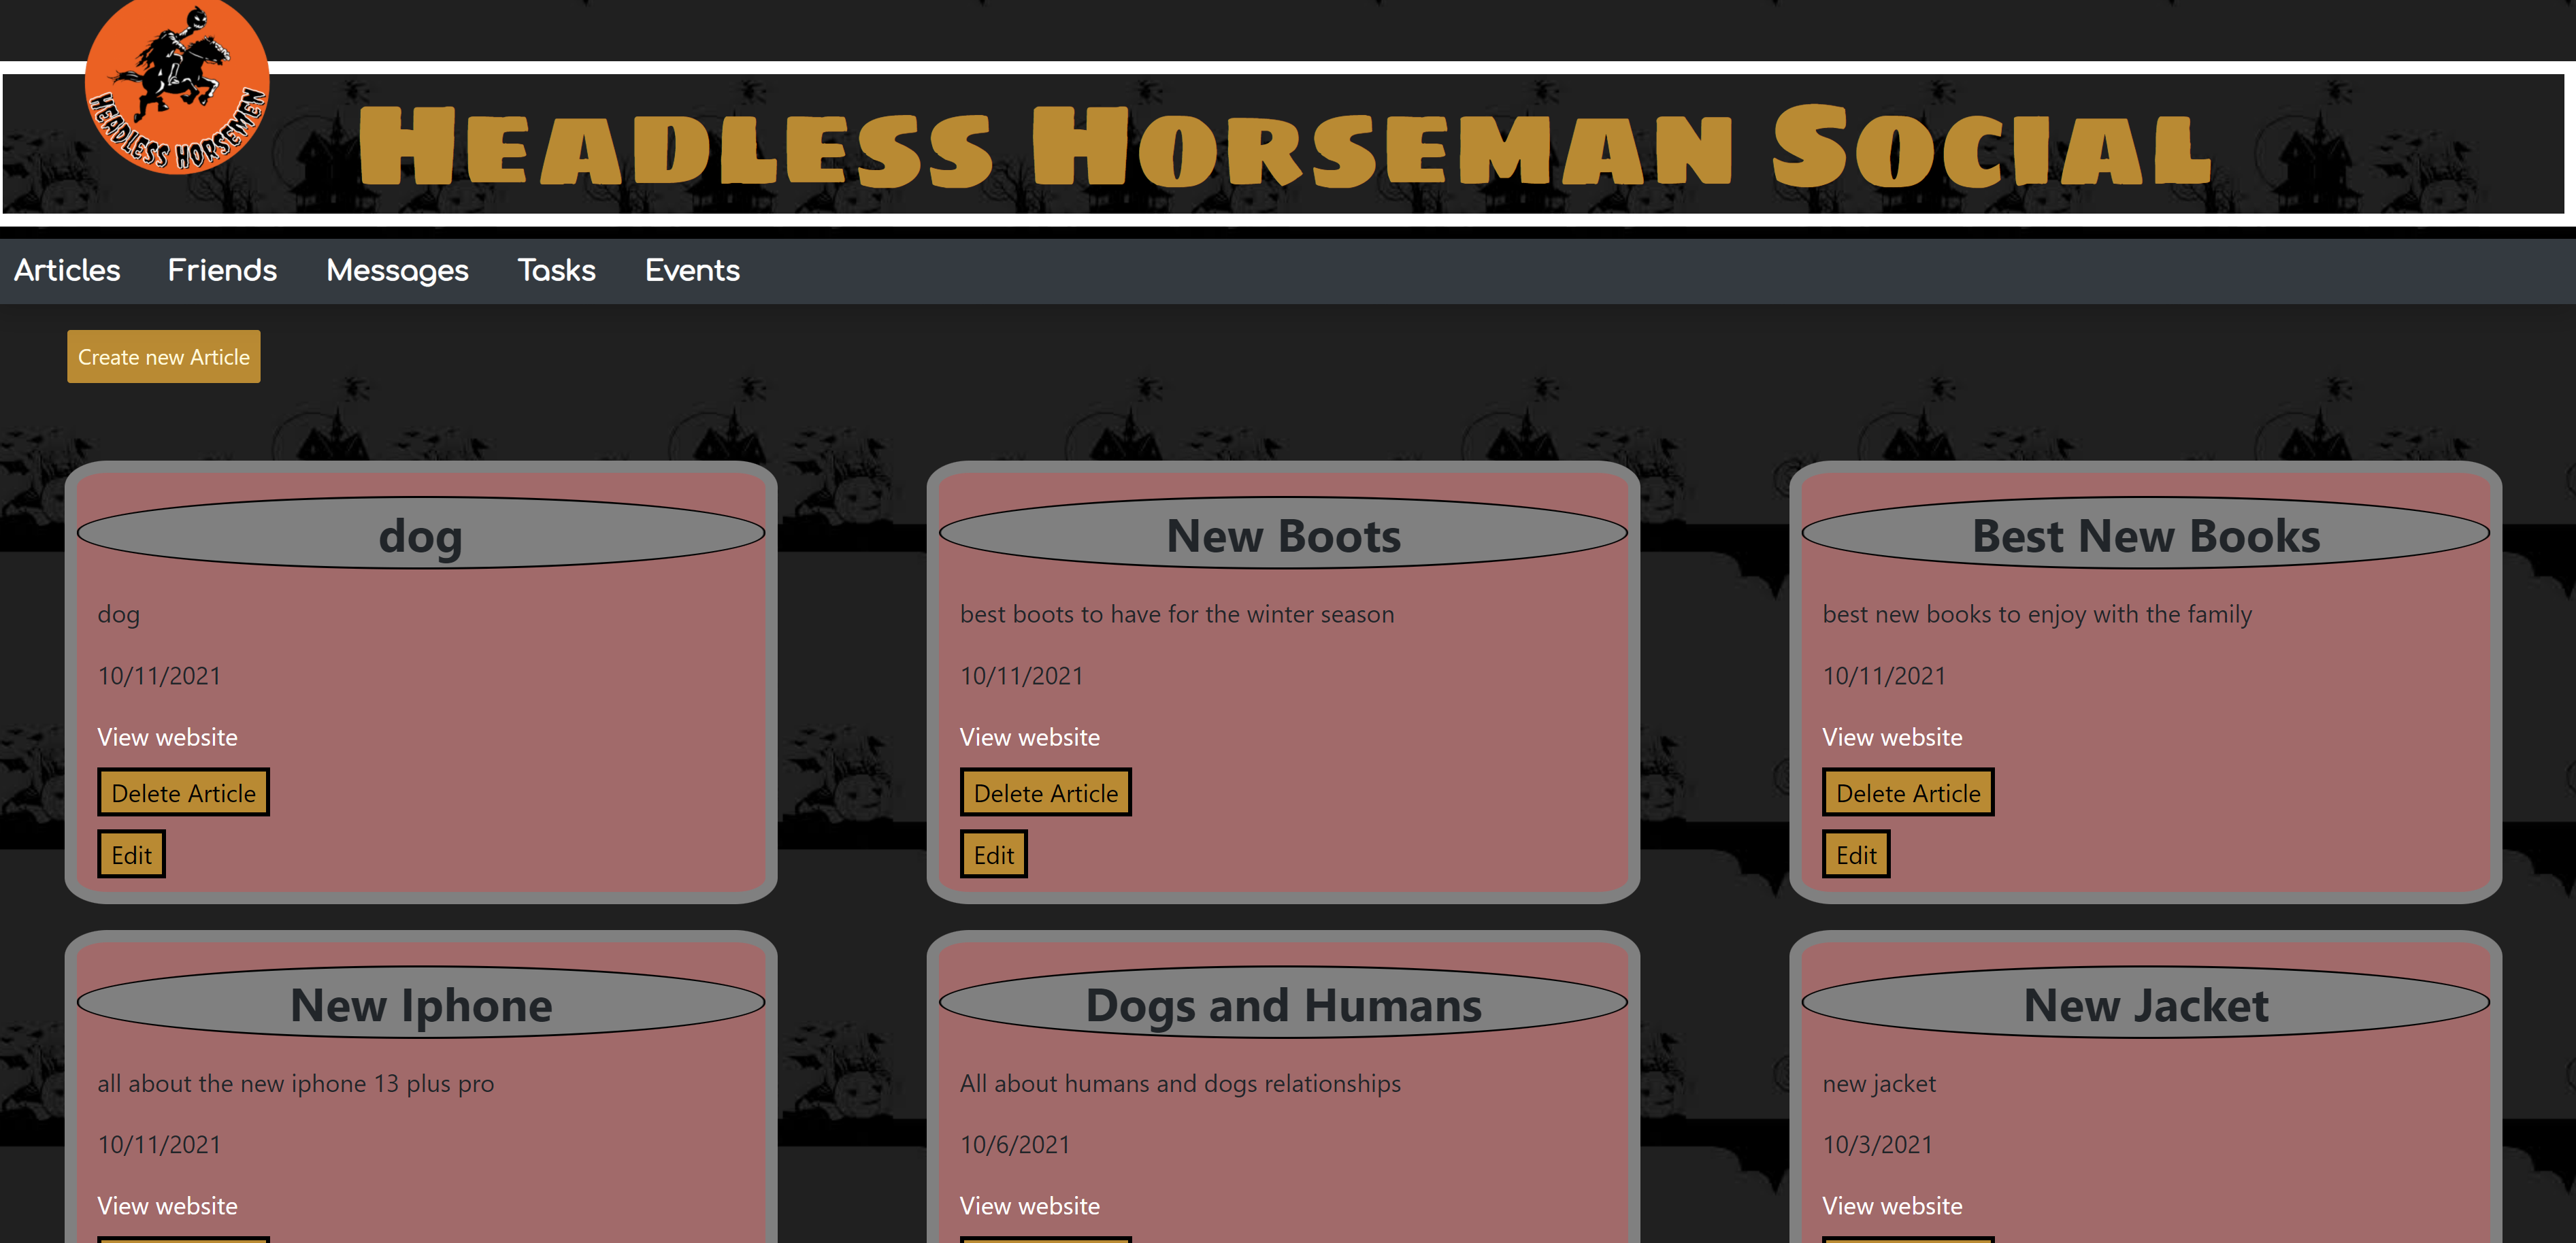 HEADLESS HORSEMEN
Headless Horseman Social
Articles Friends Messages Tasks Events
Create new Article
dog
dog
10/11/2021
View website
Delete Article
Edit
New Boots
best boots to have for the winter season
10/11/2021
View website
Delete Article
Edit
Best New Books
best new books to enjoy with the family
10/11/2021
View website
Delete Article
Edit
New Iphone
all about the new iphone 13 plus pro
10/11/2021
View website
Dogs and Humans
All about humans and dogs relationships
10/6/2021
View website
New Jacket
new jacket
10/3/2021
View website